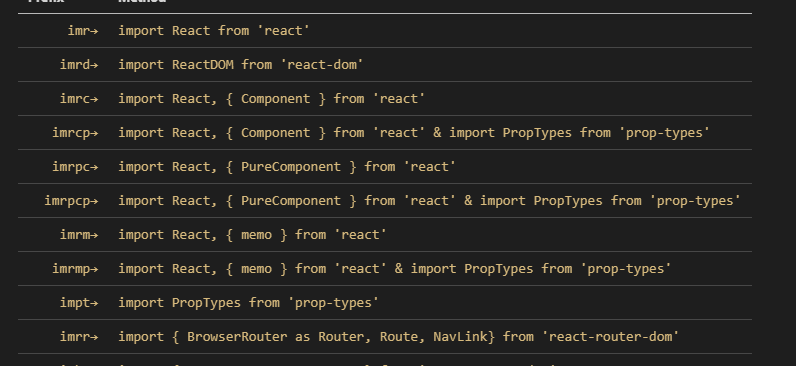 Prefix Method
imr→ import React from 'react'
imrd→ import ReactDOM from 'react-dom'
imrc→ import React, { Component } from 'react'
imrcp→ import React, { Component } from 'react' & import PropTypes from 'prop-types'
imrpc→ import React, { PureComponent } from 'react'
imrpcp→ import React, { PureComponent } from 'react' & import PropTypes from 'prop-types'
imrm→ import React, { memo } from 'react'
imrmp→ import React, { memo } from 'react' & import PropTypes from 'prop-types'
impt→ import PropTypes from 'prop-types'
imrr→ import { BrowserRouter as Router, Route, NavLink} from 'react-router-dom'